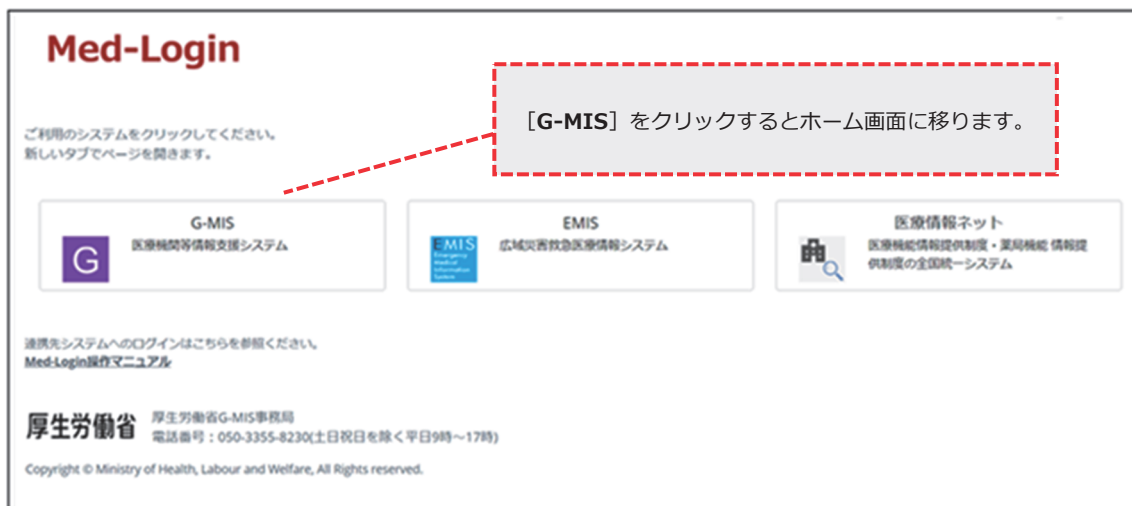 Med-Login
[G-MIS] をクリックするとホーム画面に移ります。
ご利用のシステムをクリックしてください。
新しいタブでページを開きます。
G-MIS
医療機関等情報支援システム
G
EMIS
広域災害救急医療情報システム
EMIS
Emergency
Medical
Information
System
医療情報ネット
医療機能情報提供制度・薬局機能 情報提
供制度の全国統一システム
連携先システムへのログインはこちらを参照ください。
Med-Login操作マニュアル
厚生労働省
厚生労働省G-MIS事務局
電話番号：050-3355-8230(土日祝日を除く平日9時～17時)
Copyright © Ministry of Health, Labour and Welfare, All Rights reserved.